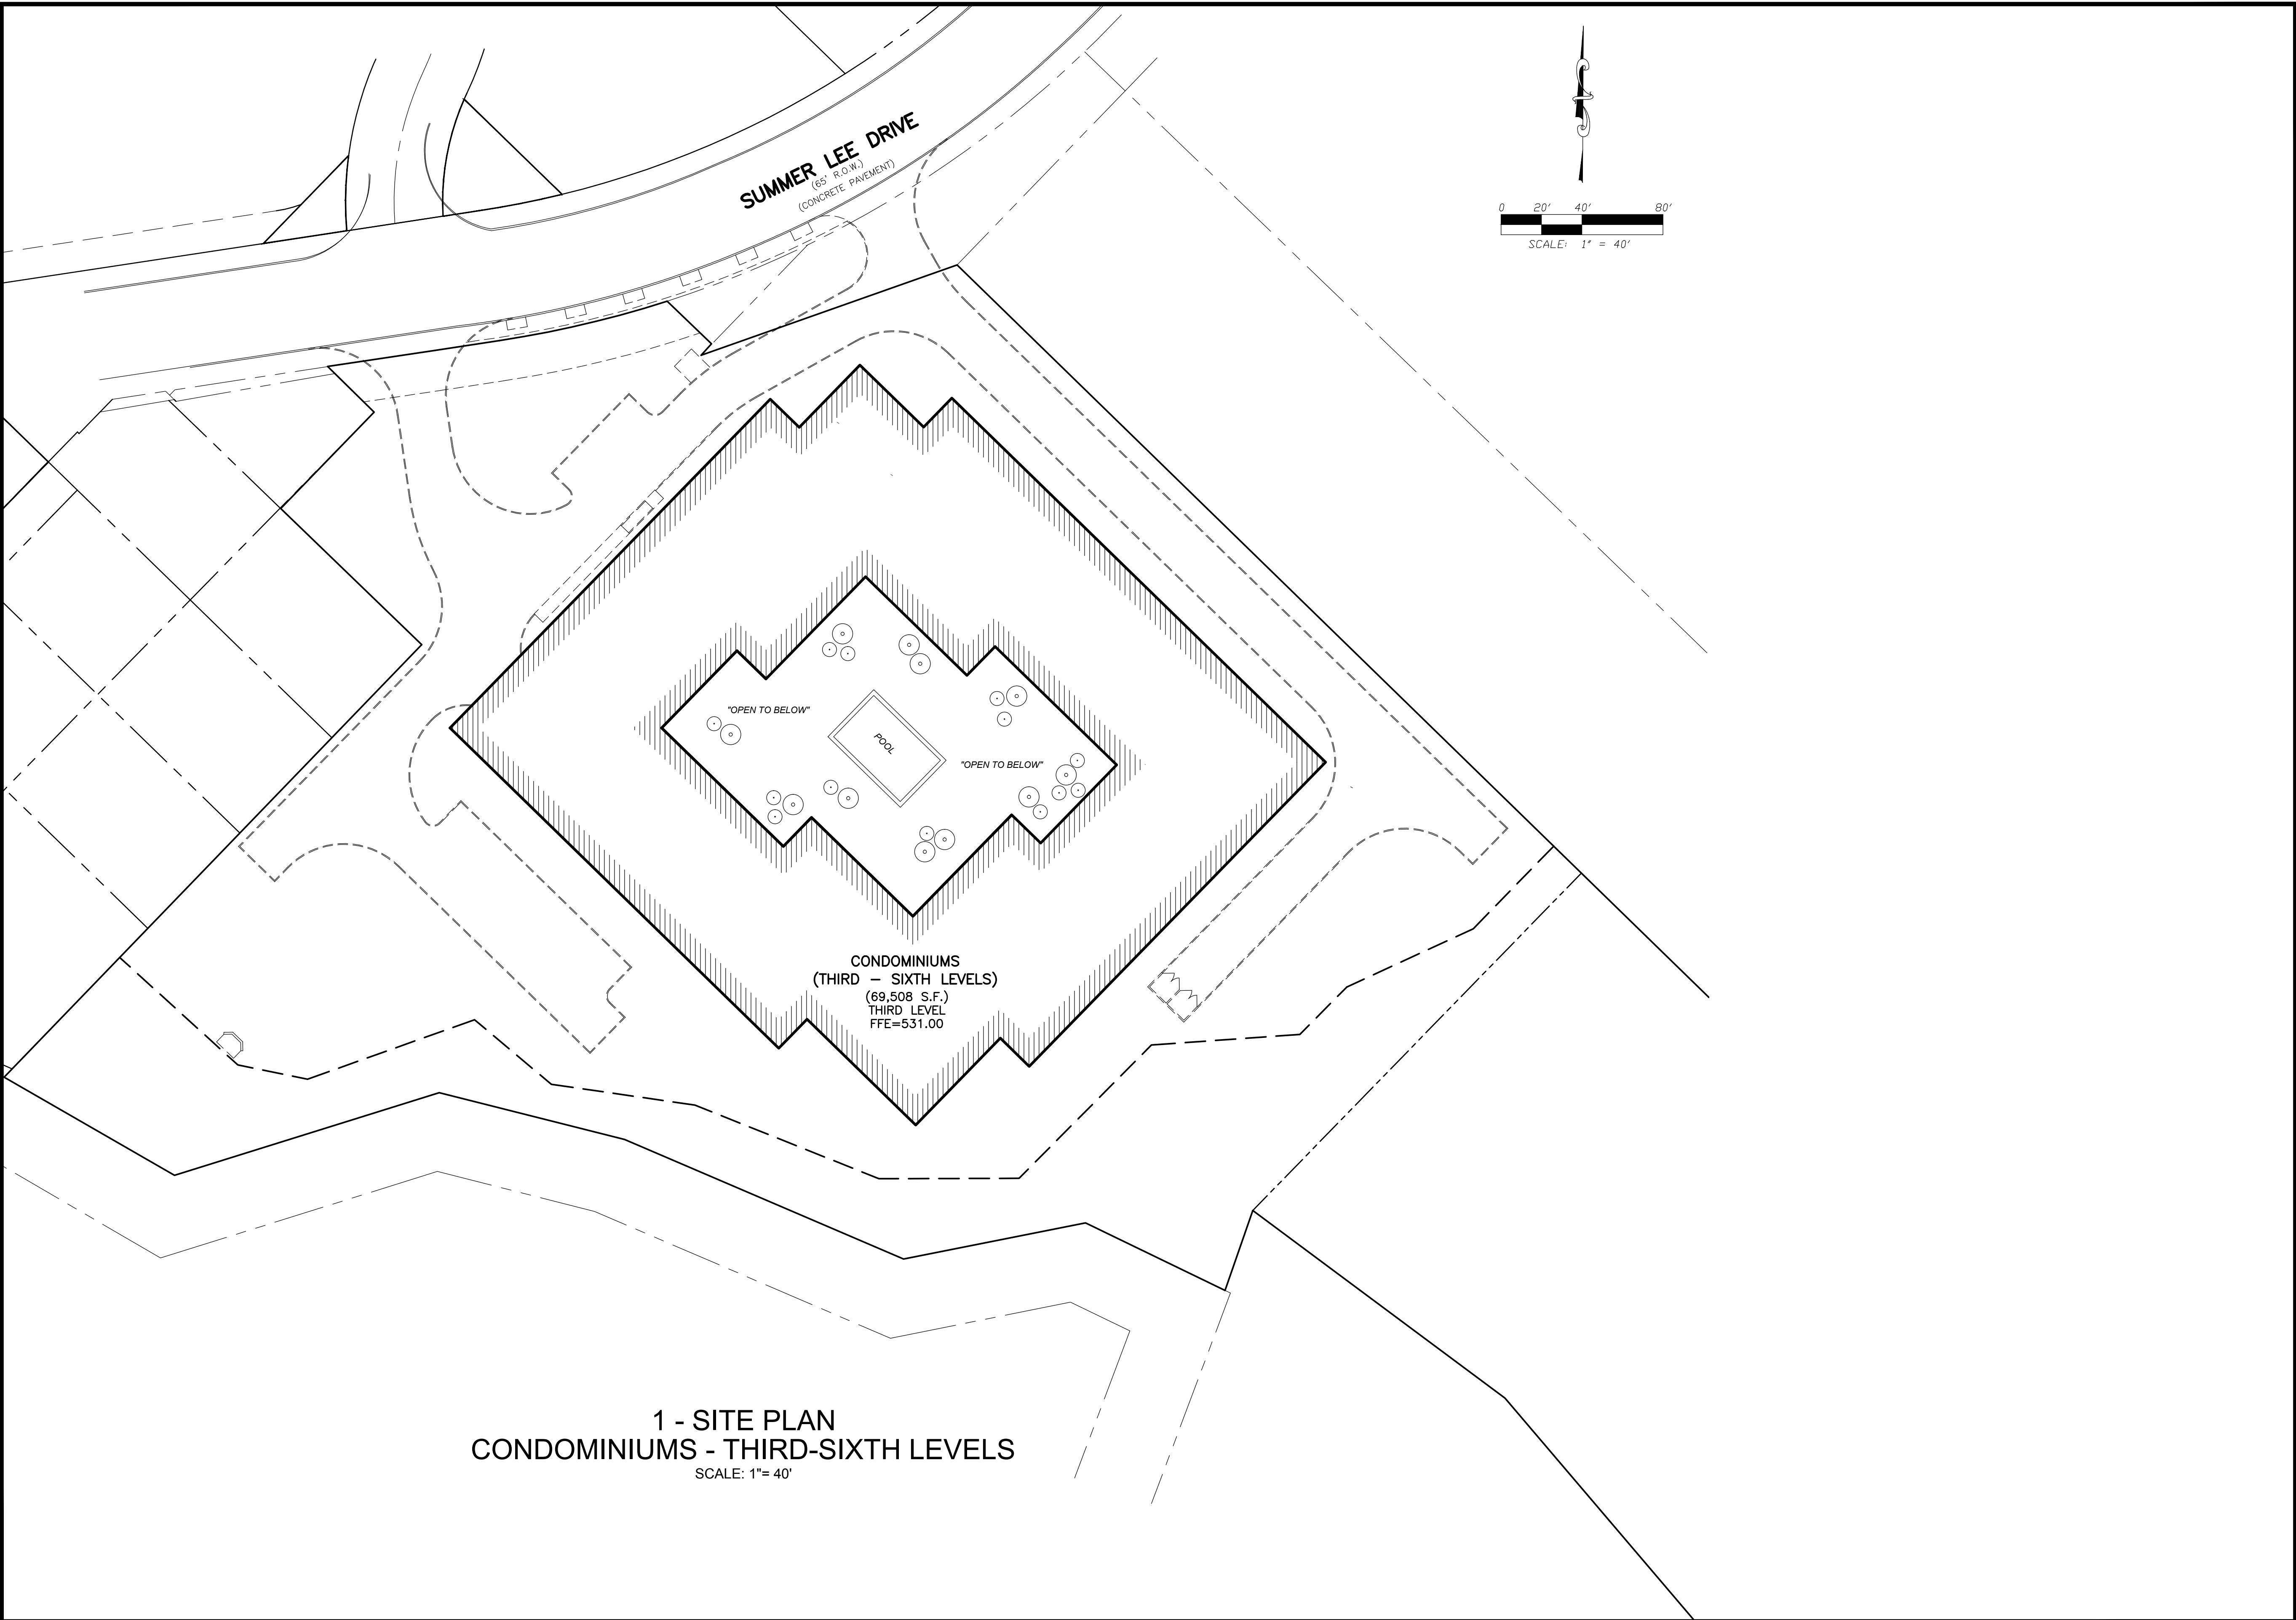 SUMMER LEE DRIVE
(65' R.O.W.)
(CONCRETE PAVEMENT)
0 20' 40' 80'
SCALE: 1" = 40'
"OPEN TO BELOW"
POOL
"OPEN TO BELOW"
CONDOMINIUMS
(THIRD – SIXTH LEVELS)
(69,508 S.F.)
THIRD LEVEL
FFE=531.00
1 - SITE PLAN
CONDOMINIUMS - THIRD-SIXTH LEVELS
SCALE: 1"= 40'